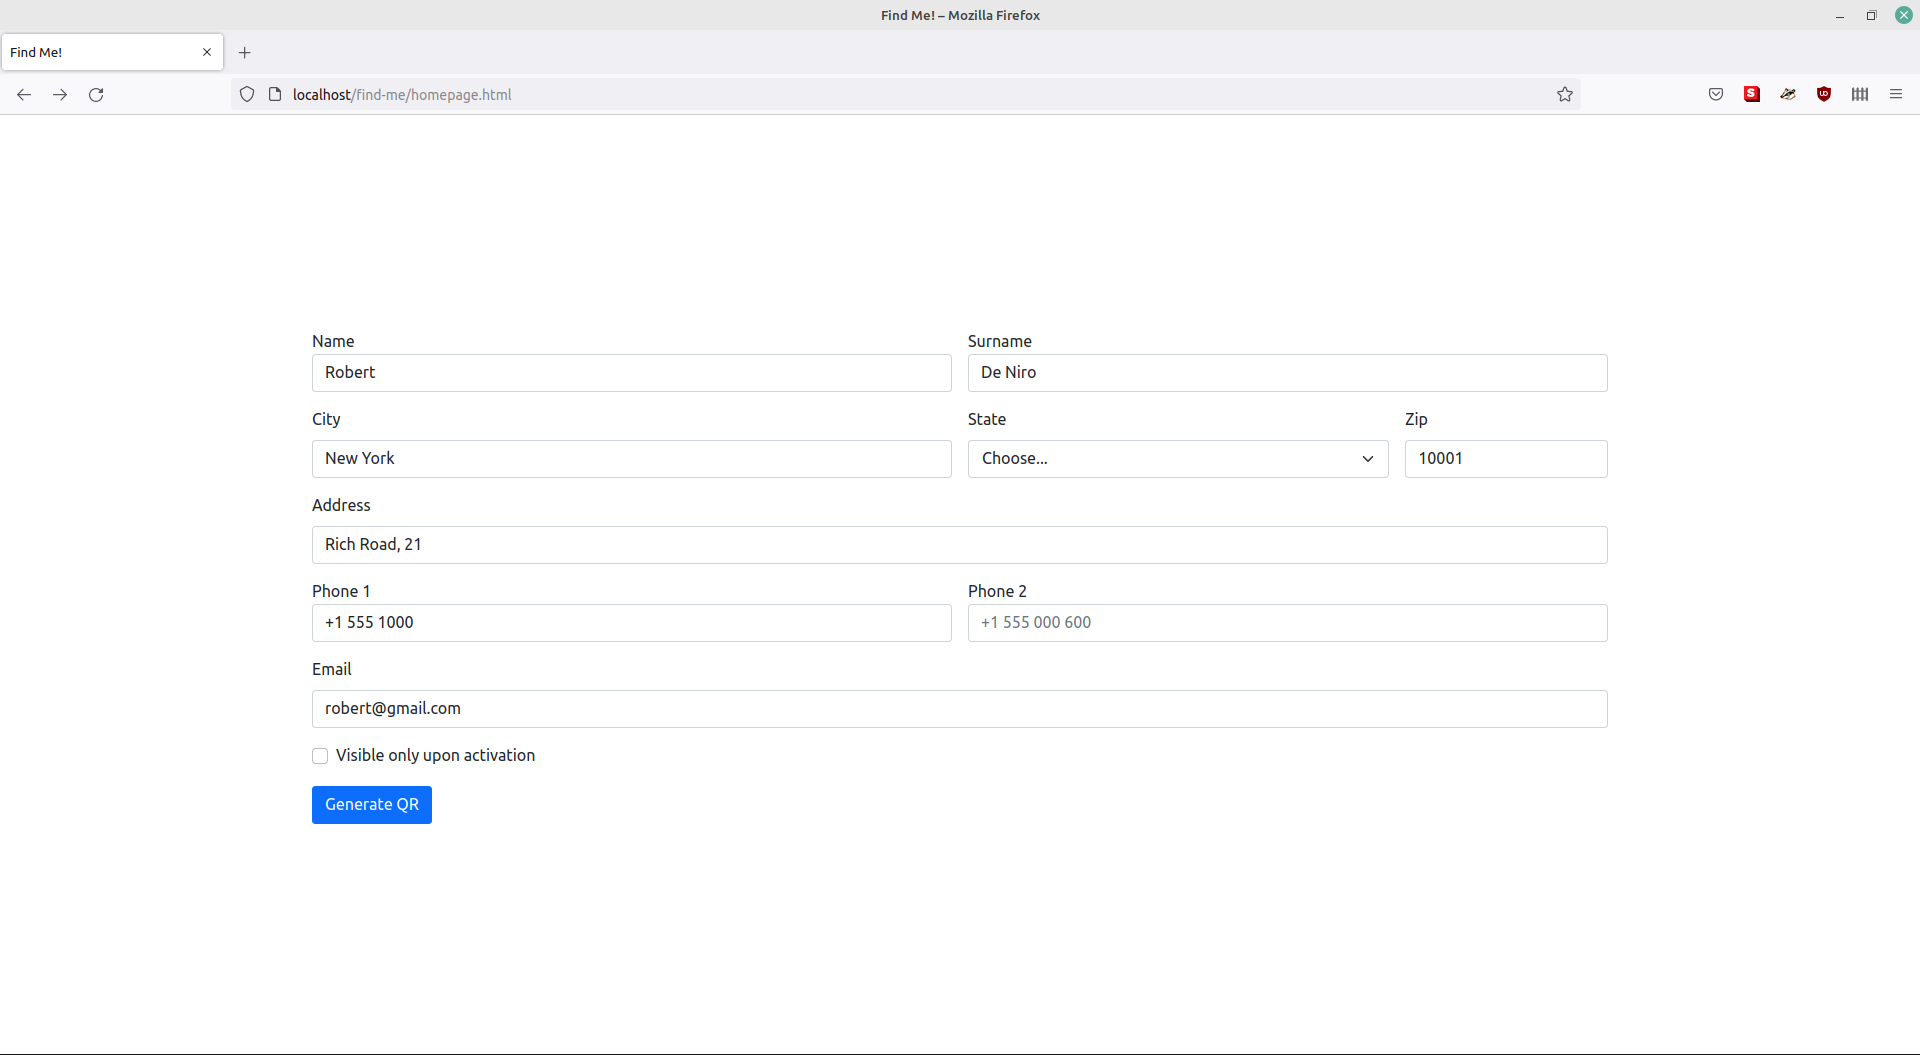 Find Me! – Mozilla Firefox
Find Me!
localhost/find-me/homepage.html
Name
Surname
Robert
De Niro
City
State
Zip
New York
Choose...
10001
Address
Rich Road, 21
Phone 1
Phone 2
+1 555 1000
+1 555 000 600
Email
robert@gmail.com
Visible only upon activation
Generate QR